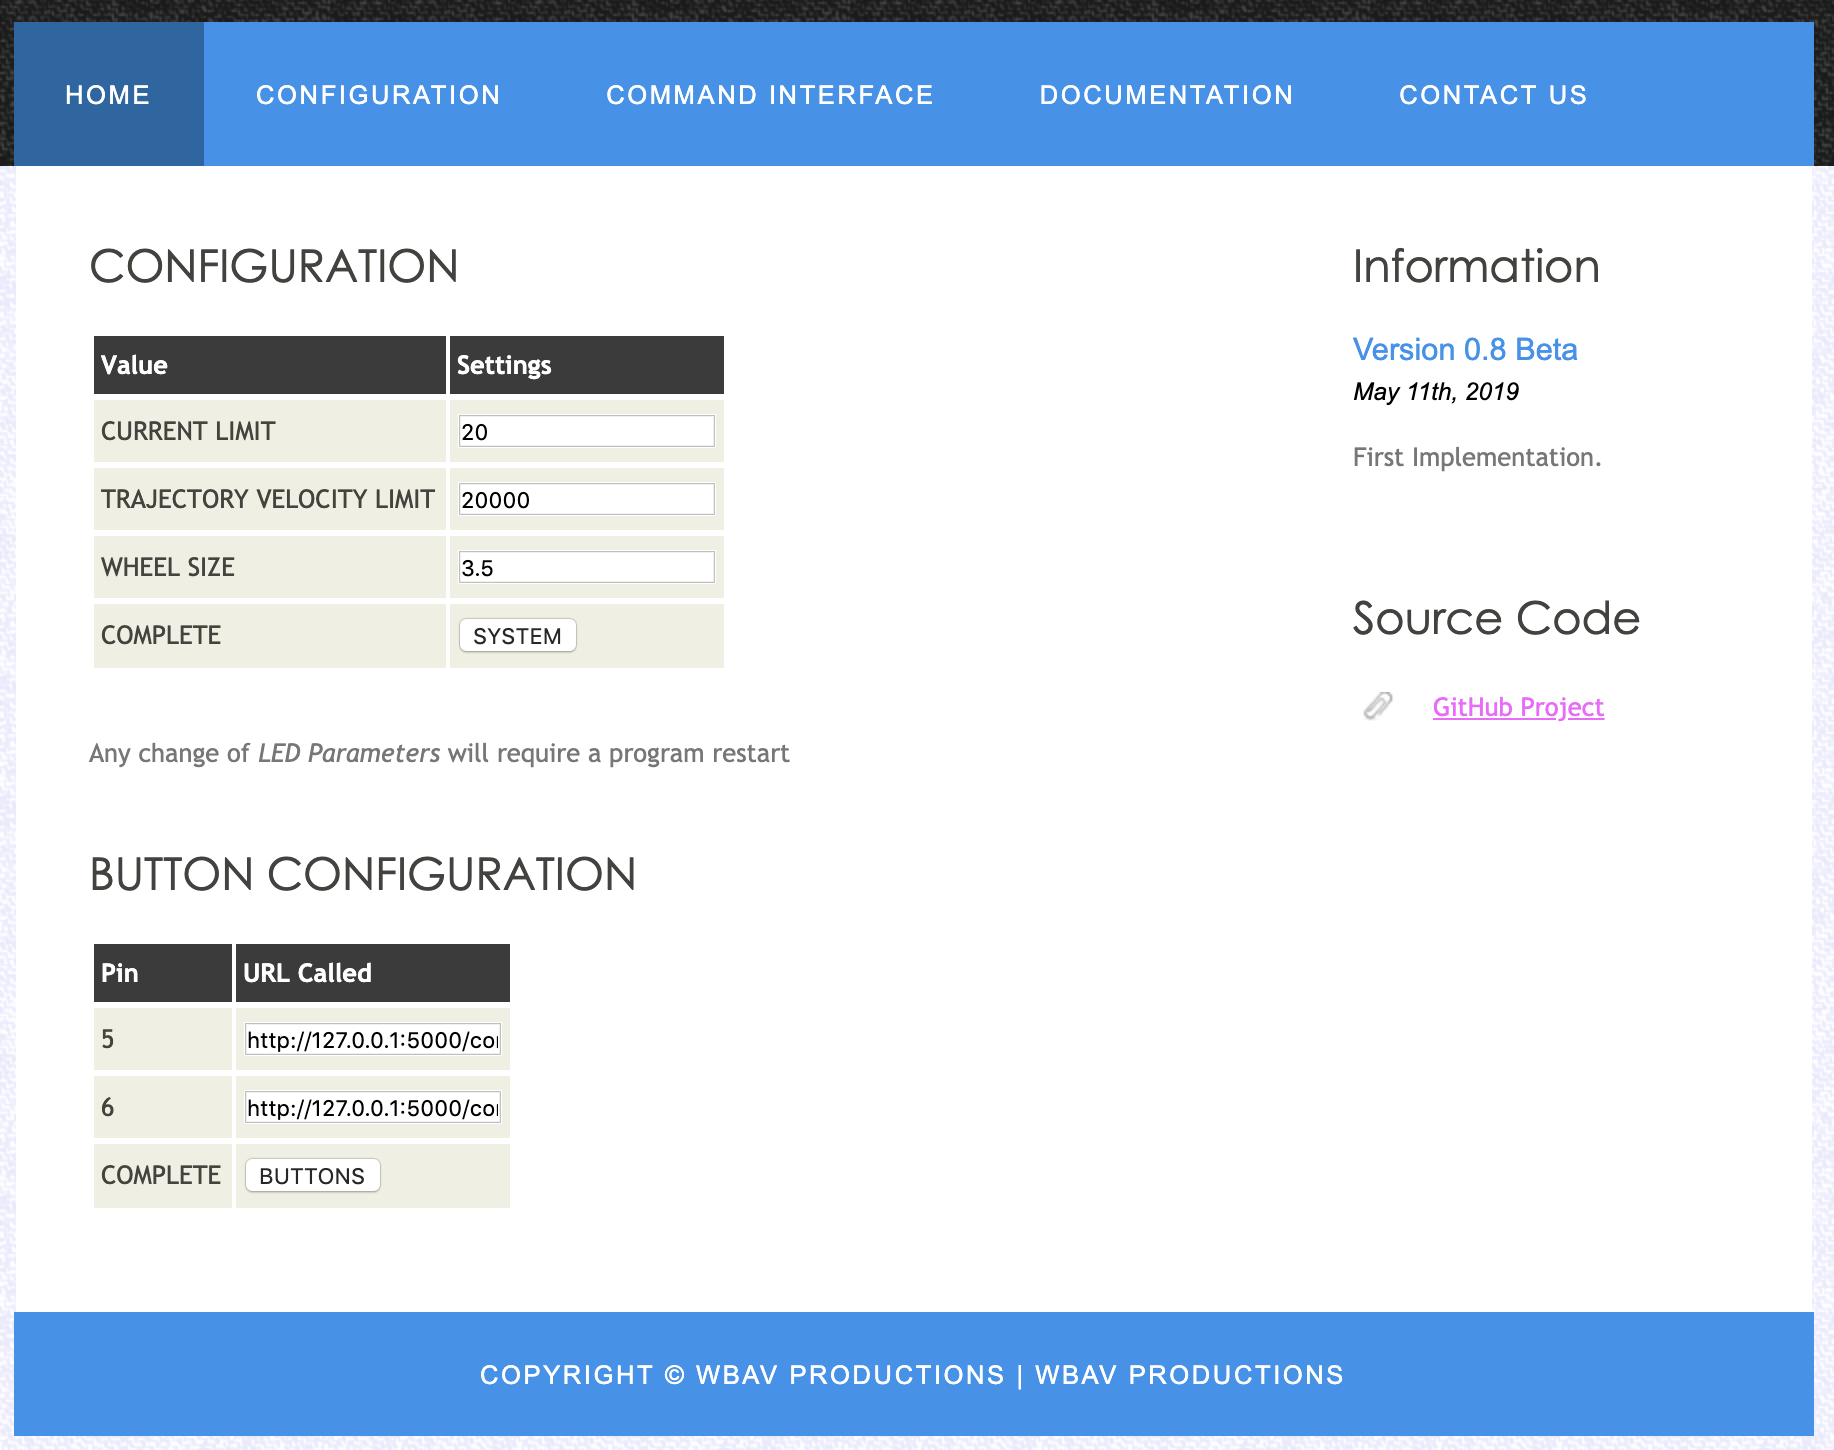 HOME CONFIGURATION COMMAND INTERFACE DOCUMENTATION CONTACT US
CONFIGURATION
Value Settings
CURRENT LIMIT 20
TRAJECTORY VELOCITY LIMIT 20000
WHEEL SIZE 3.5
COMPLETE SYSTEM
Any change of LED Parameters will require a program restart
BUTTON CONFIGURATION
Pin URL Called
5 http://127.0.0.1:5000/co
6 http://127.0.0.1:5000/co
COMPLETE BUTTONS
Information
Version 0.8 Beta
May 11th, 2019
First Implementation.
Source Code
GitHub Project
COPYRIGHT © WBAV PRODUCTIONS | WBAV PRODUCTIONS